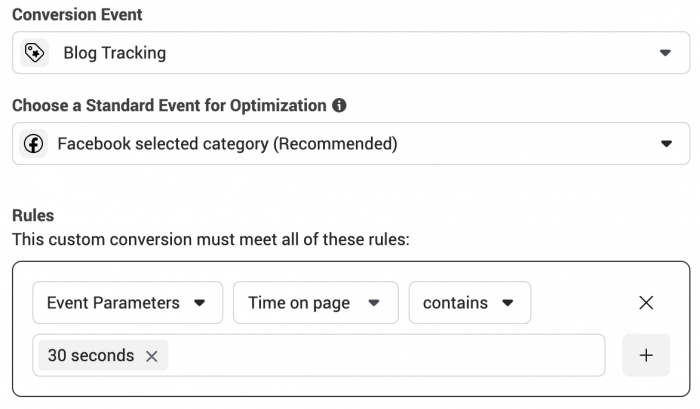 Conversion Event
Blog Tracking
Choose a Standard Event for Optimization
Facebook selected category (Recommended)
Rules
This custom conversion must meet all of these rules:
Event Parameters Time on page contains
30 seconds